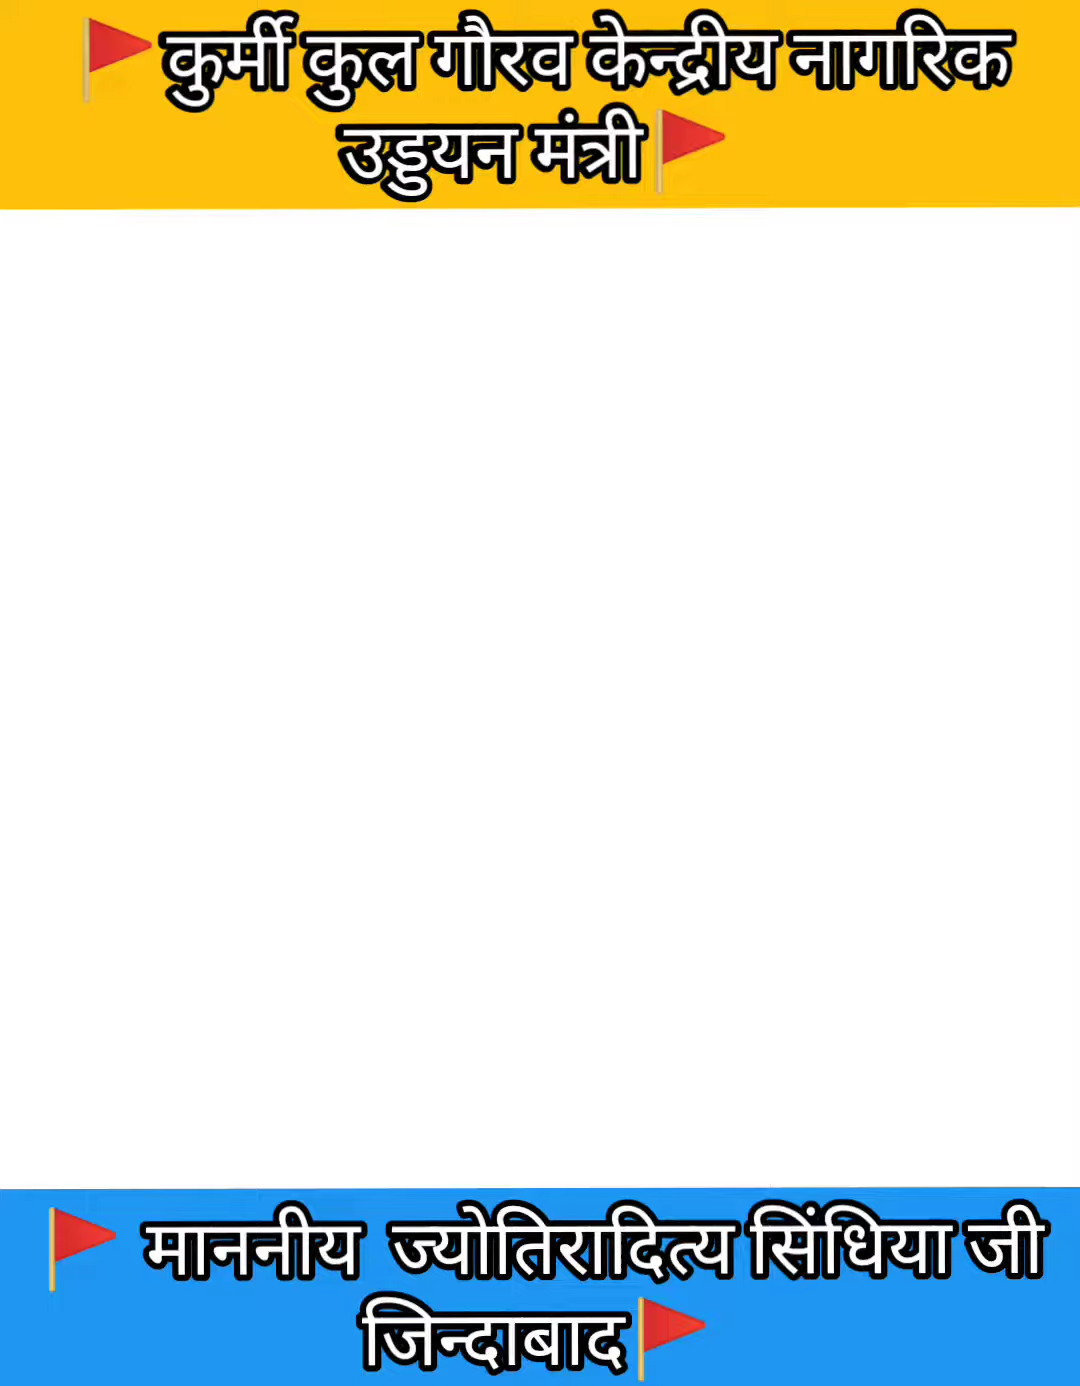 🚩कुर्मी कुल गौरव केन्द्रीय नागरिक
उड्डयन मंत्री🚩
🚩 माननीय ज्योतिरादित्य सिंधिया जी
जिन्दाबाद🚩